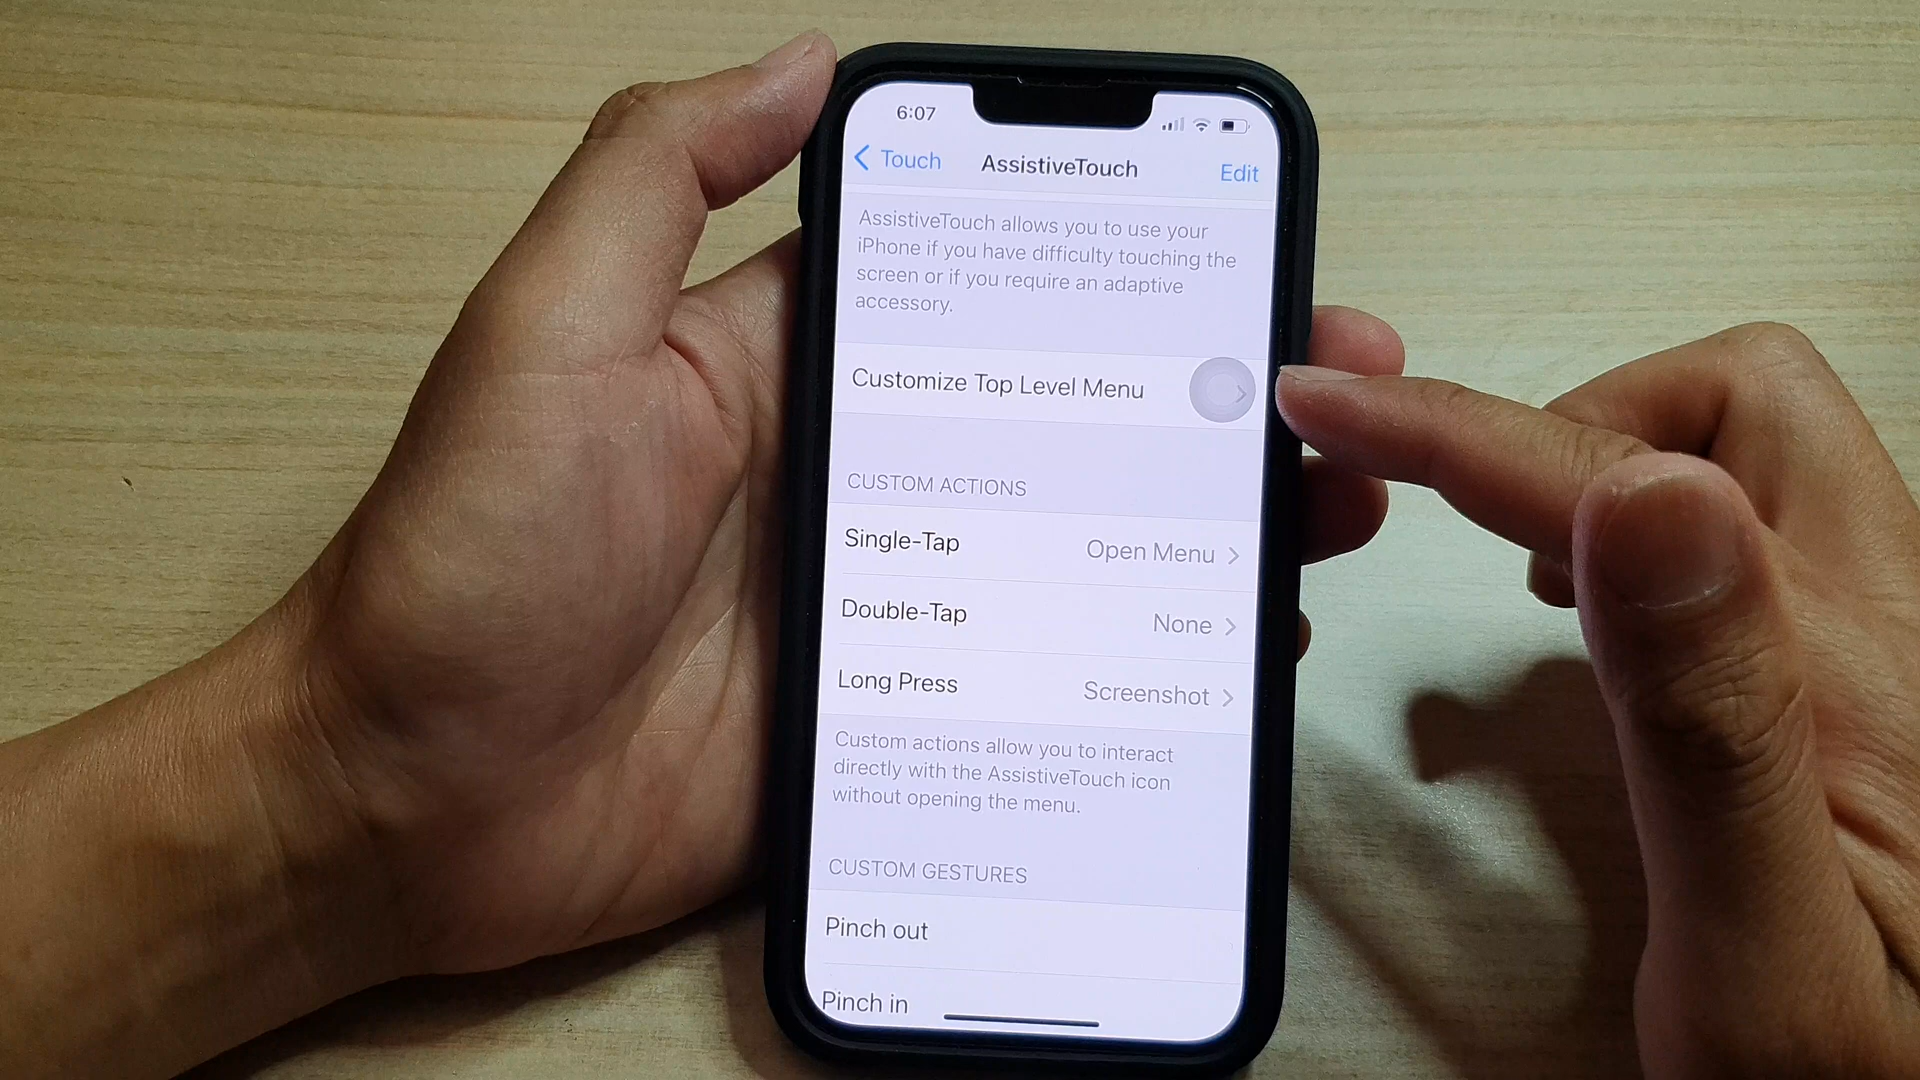 6:07
Touch AssistiveTouch Edit
AssistiveTouch allows you to use your
iPhone if you have difficulty touching the
screen or if you require an adaptive
accessory.
Customize Top Level Menu
CUSTOM ACTIONS
Single-Tap Open Menu
Double-Tap None
Long Press Screenshot
Custom actions allow you to interact
directly with the AssistiveTouch icon
without opening the menu.
CUSTOM GESTURES
Pinch out
Pinch in